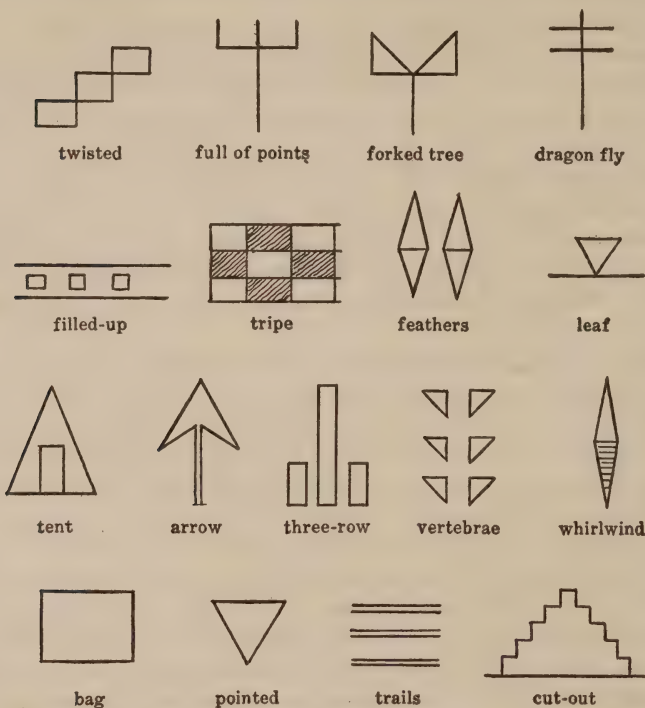 twisted full of points forked tree dragon fly
filled-up tripe feathers leaf
tent arrow three-row vertebrae whirlwind
bag pointed trails cut-out